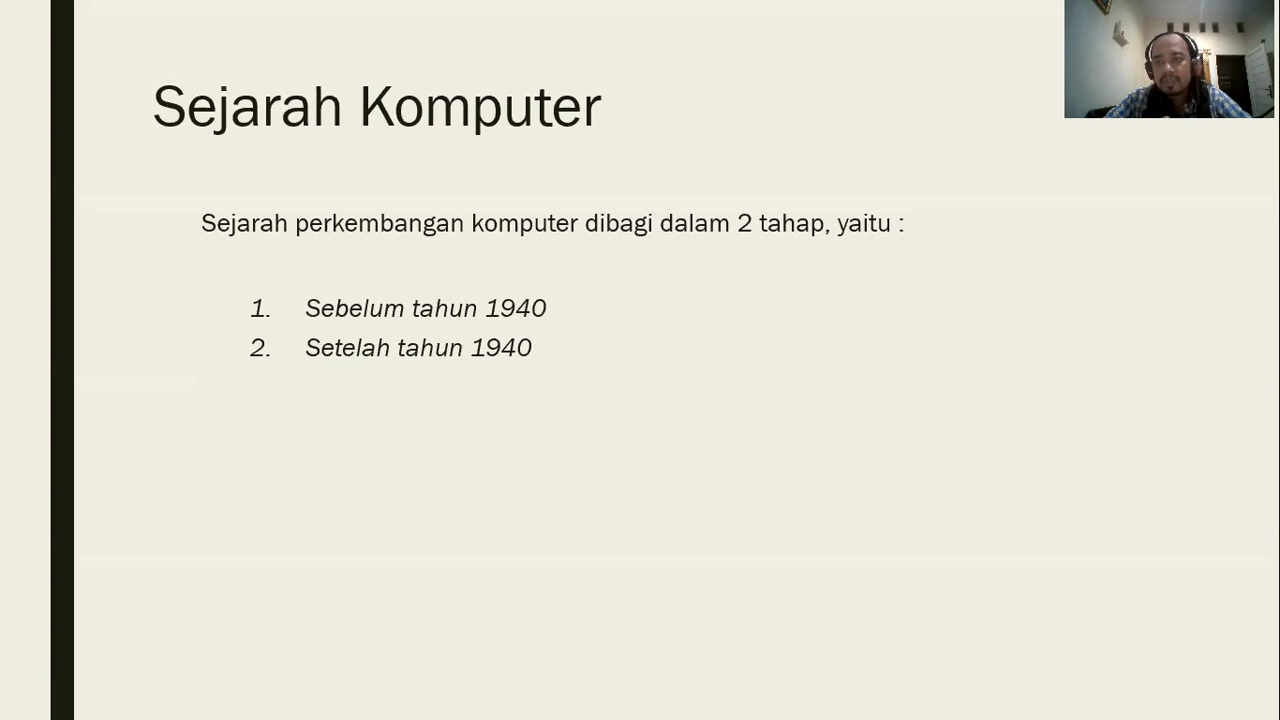 Sejarah Komputer
Sejarah perkembangan komputer dibagi dalam 2 tahap, yaitu :
1. Sebelum tahun 1940
2. Setelah tahun 1940